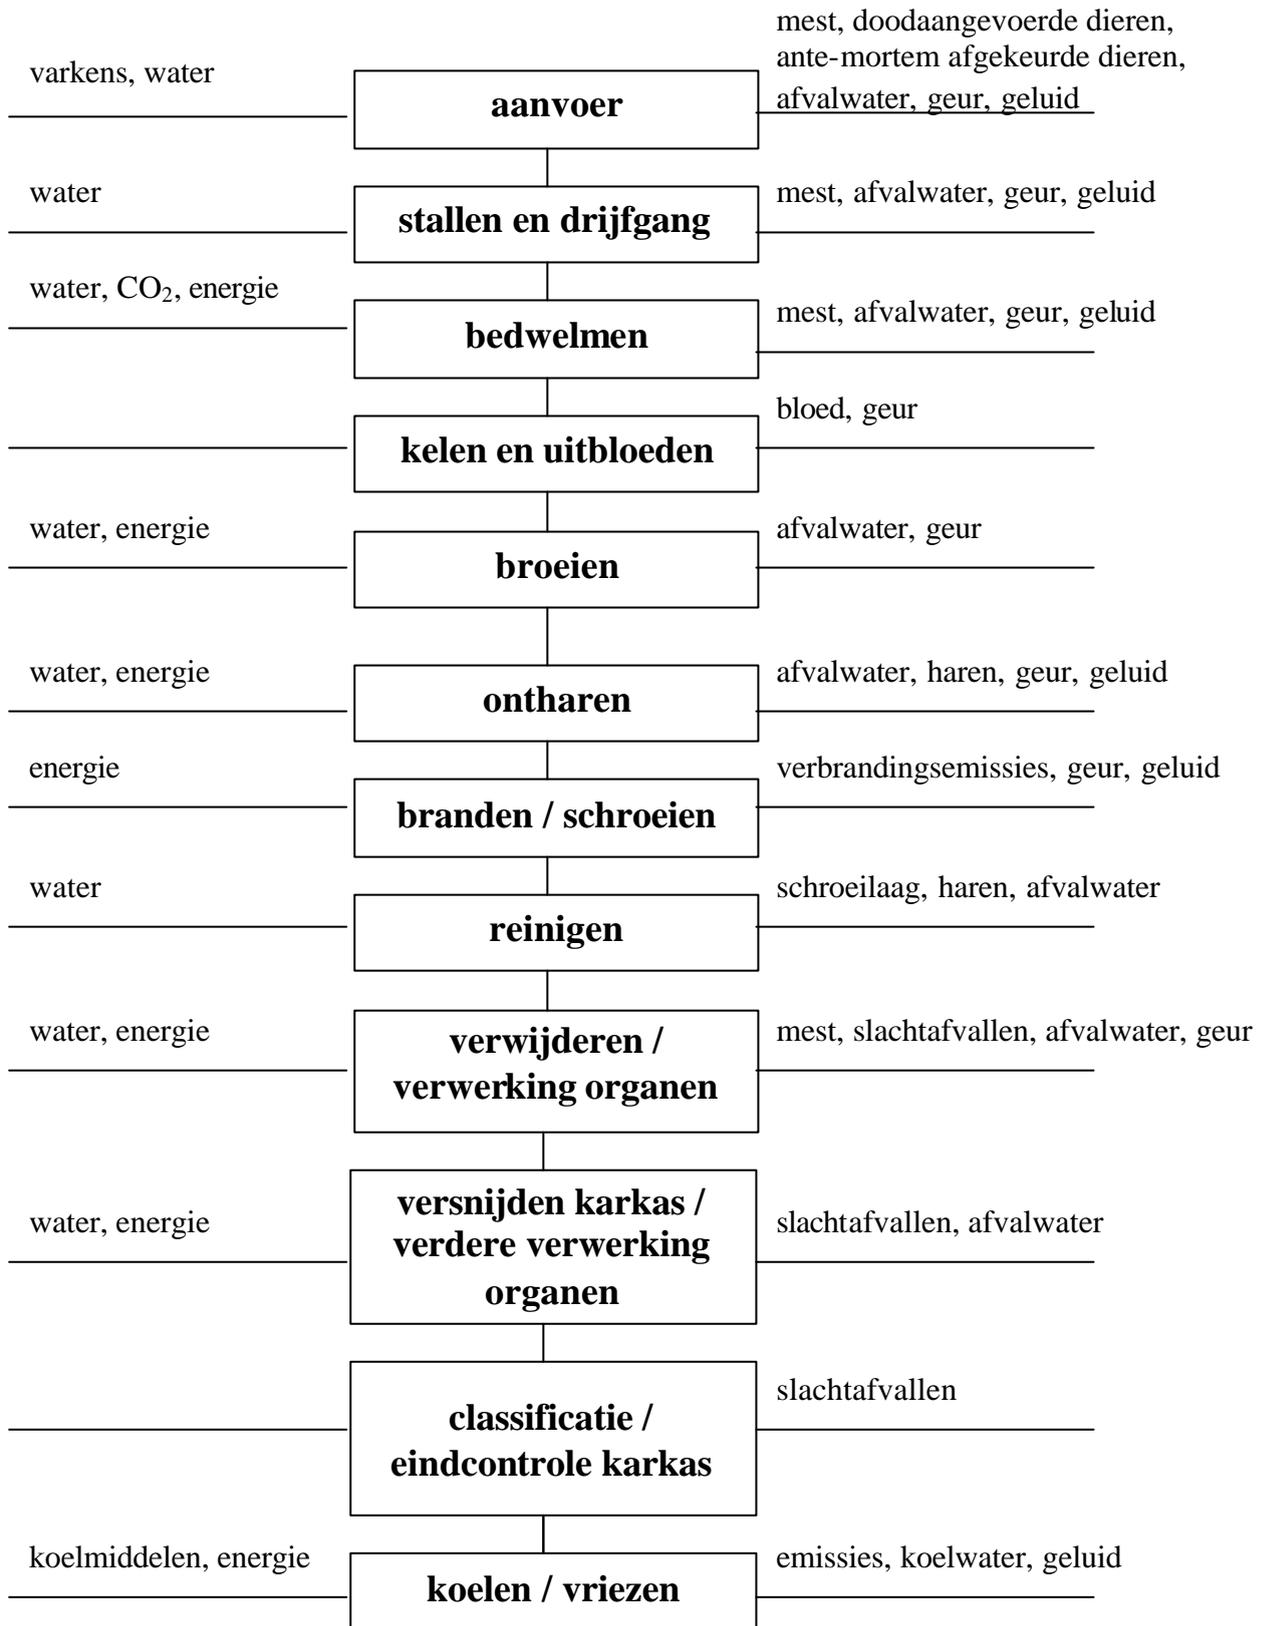 mest, doodaangevoerde dieren,
ante-mortem afgekeurde dieren,
varkens, water
aanvoer
afvalwater, geur, geluid
water
stallen en drijfgang
mest, afvalwater, geur, geluid
water, CO₂, energie
bedwelmen
mest, afvalwater, geur, geluid
kelen en uitbloeden
bloed, geur
water, energie
broeien
afvalwater, geur
water, energie
ontharen
afvalwater, haren, geur, geluid
energie
branden / schroeien
verbrandingsemissies, geur, geluid
water
reinigen
schroeilaag, haren, afvalwater
water, energie
verwijderen /
verwerking organen
mest, slachtafvallen, afvalwater, geur
water, energie
versnijden karkas /
verdere verwerking
organen
slachtafvallen, afvalwater
classificatie /
eindcontrole karkas
slachtafvallen
koelmiddelen, energie
koelen / vriezen
emissies, koelwater, geluid